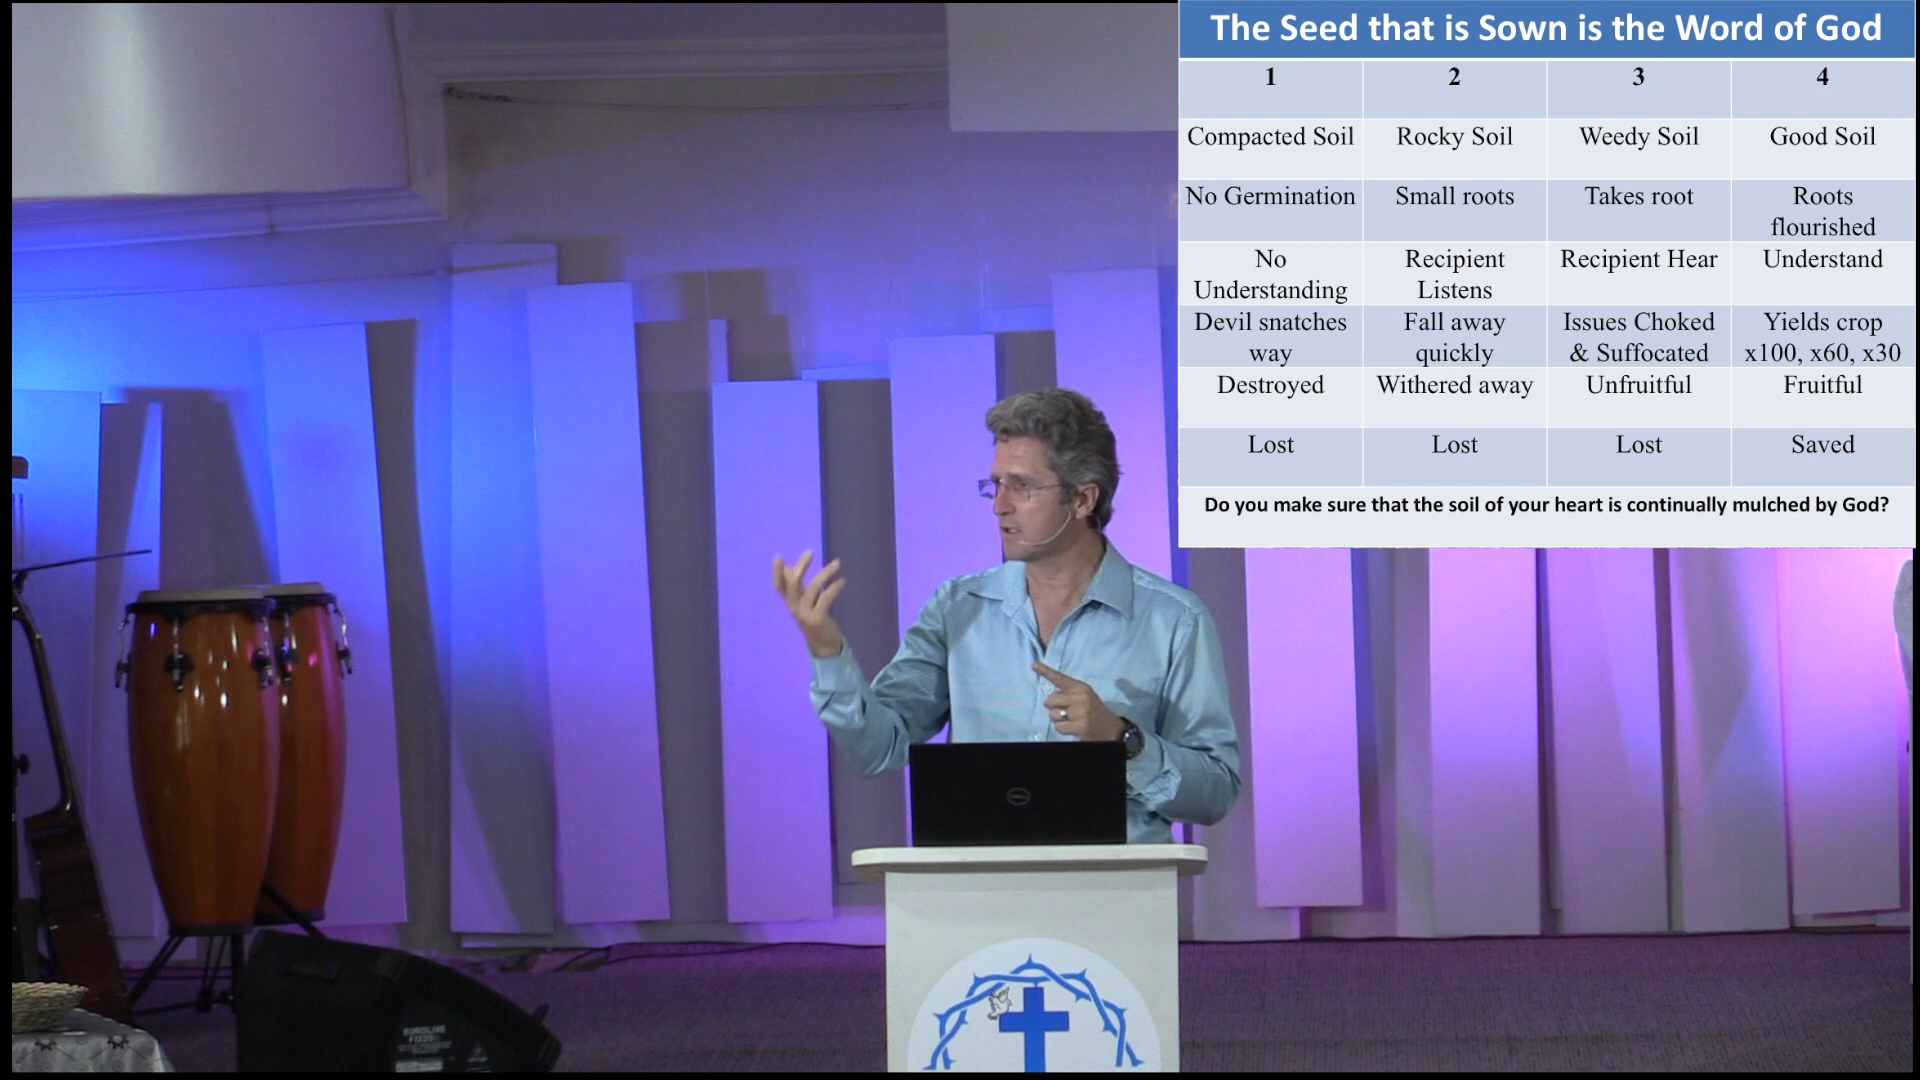 The Seed that is Sown is the Word of God
1 2 3 4
Compacted Soil Rocky Soil Weedy Soil Good Soil
No Germination Small roots Takes root Roots
flourished
No Recipient Recipient Hear Understand
Understanding Listens
Devil snatches Fall away Issues Choked Yields crop
way quickly & Suffocated x100, x60, x30
Destroyed Withered away Unfruitful Fruitful
Lost Lost Lost Saved
Do you make sure that the soil of your heart is continually mulched by God?
DELL
EUROLIVE